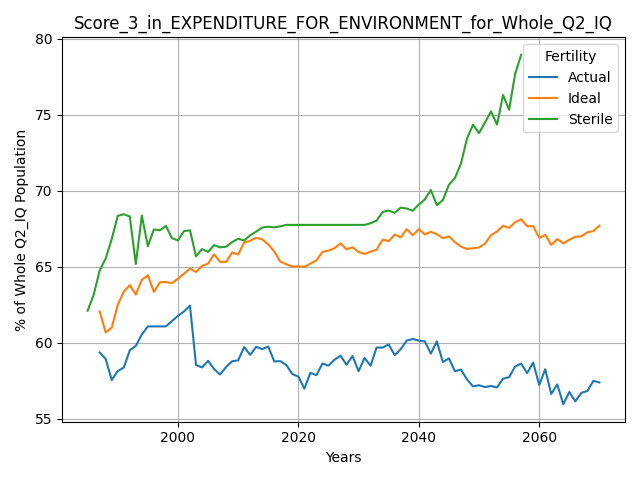 Score_3_in_EXPENDITURE_FOR_ENVIRONMENT_for_Whole_Q2_IQ
80
75
70
65
60
55
% of Whole Q2_IQ Population
Fertility
Actual
Ideal
Sterile
2000
2020
2040
2060
Years